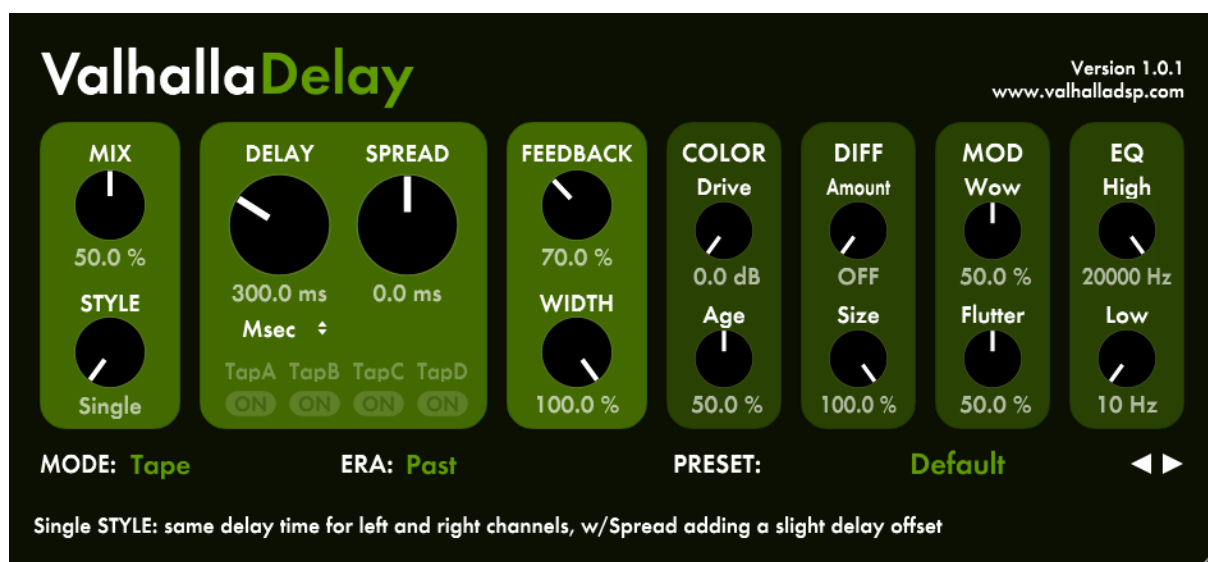 ValhallaDelay
Version 1.0.1
www.valhalladsp.com
MIX
50.0 %
STYLE
Single
DELAY SPREAD
300.0 ms 0.0 ms
Msec
TapA TapB TapC TapD
ON ON ON ON
FEEDBACK
70.0 %
WIDTH
100.0 %
COLOR
Drive
0.0 dB
Age
50.0 %
DIFF
Amount
OFF
Size
100.0 %
MOD
Wow
50.0 %
Flutter
50.0 %
EQ
High
20000 Hz
Low
10 Hz
MODE: Tape ERA: Past PRESET: Default
Single STYLE: same delay time for left and right channels, w/Spread adding a slight delay offset